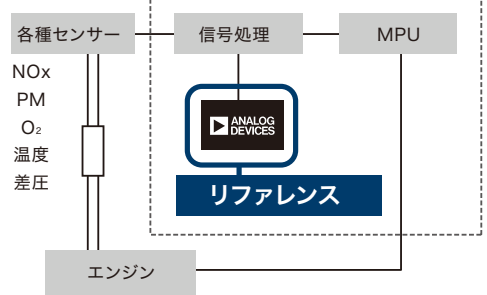 各種センサー
信号処理
MPU
NOx
PM
O₂
温度
差圧
ANALOG
DEVICES
リファレンス
エンジン